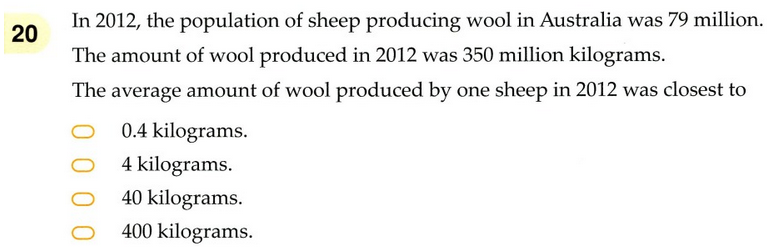 20
In 2012, the population of sheep producing wool in Australia was 79 million.
The amount of wool produced in 2012 was 350 million kilograms.
The average amount of wool produced by one sheep in 2012 was closest to
0.4 kilograms.
4 kilograms.
40 kilograms.
400 kilograms.